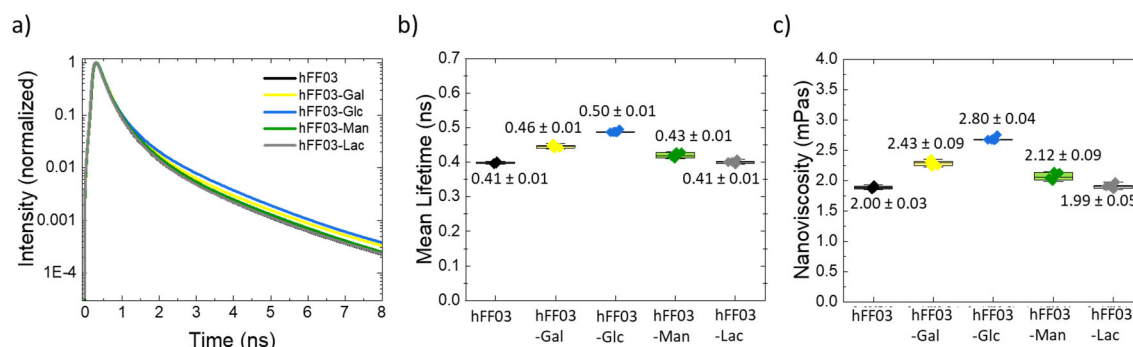 a)
Intensity (normalized)
1
0.1
0.01
0.001
1E-4
hFF03
hFF03-Gal
hFF03-Glc
hFF03-Man
hFF03-Lac
0 1 2 3 4 5 6 7 8
Time (ns)
b)
Mean Lifetime (ns)
0.7
0.6
0.5
0.4
0.3
0.2
0.1
0.0
0.41 ± 0.01
0.46 ± 0.01
0.50 ± 0.01
0.43 ± 0.01
0.41 ± 0.01
hFF03 hFF03 hFF03 hFF03 hFF03
-Gal -Glc -Man -Lac
c)
Nanoviscosity (mPas)
4.0
3.5
3.0
2.5
2.0
1.5
1.0
0.5
0.0
2.00 ± 0.03
2.43 ± 0.09
2.80 ± 0.04
2.12 ± 0.09
1.99 ± 0.05
hFF03 hFF03 hFF03 hFF03 hFF03
-Gal -Glc -Man -Lac